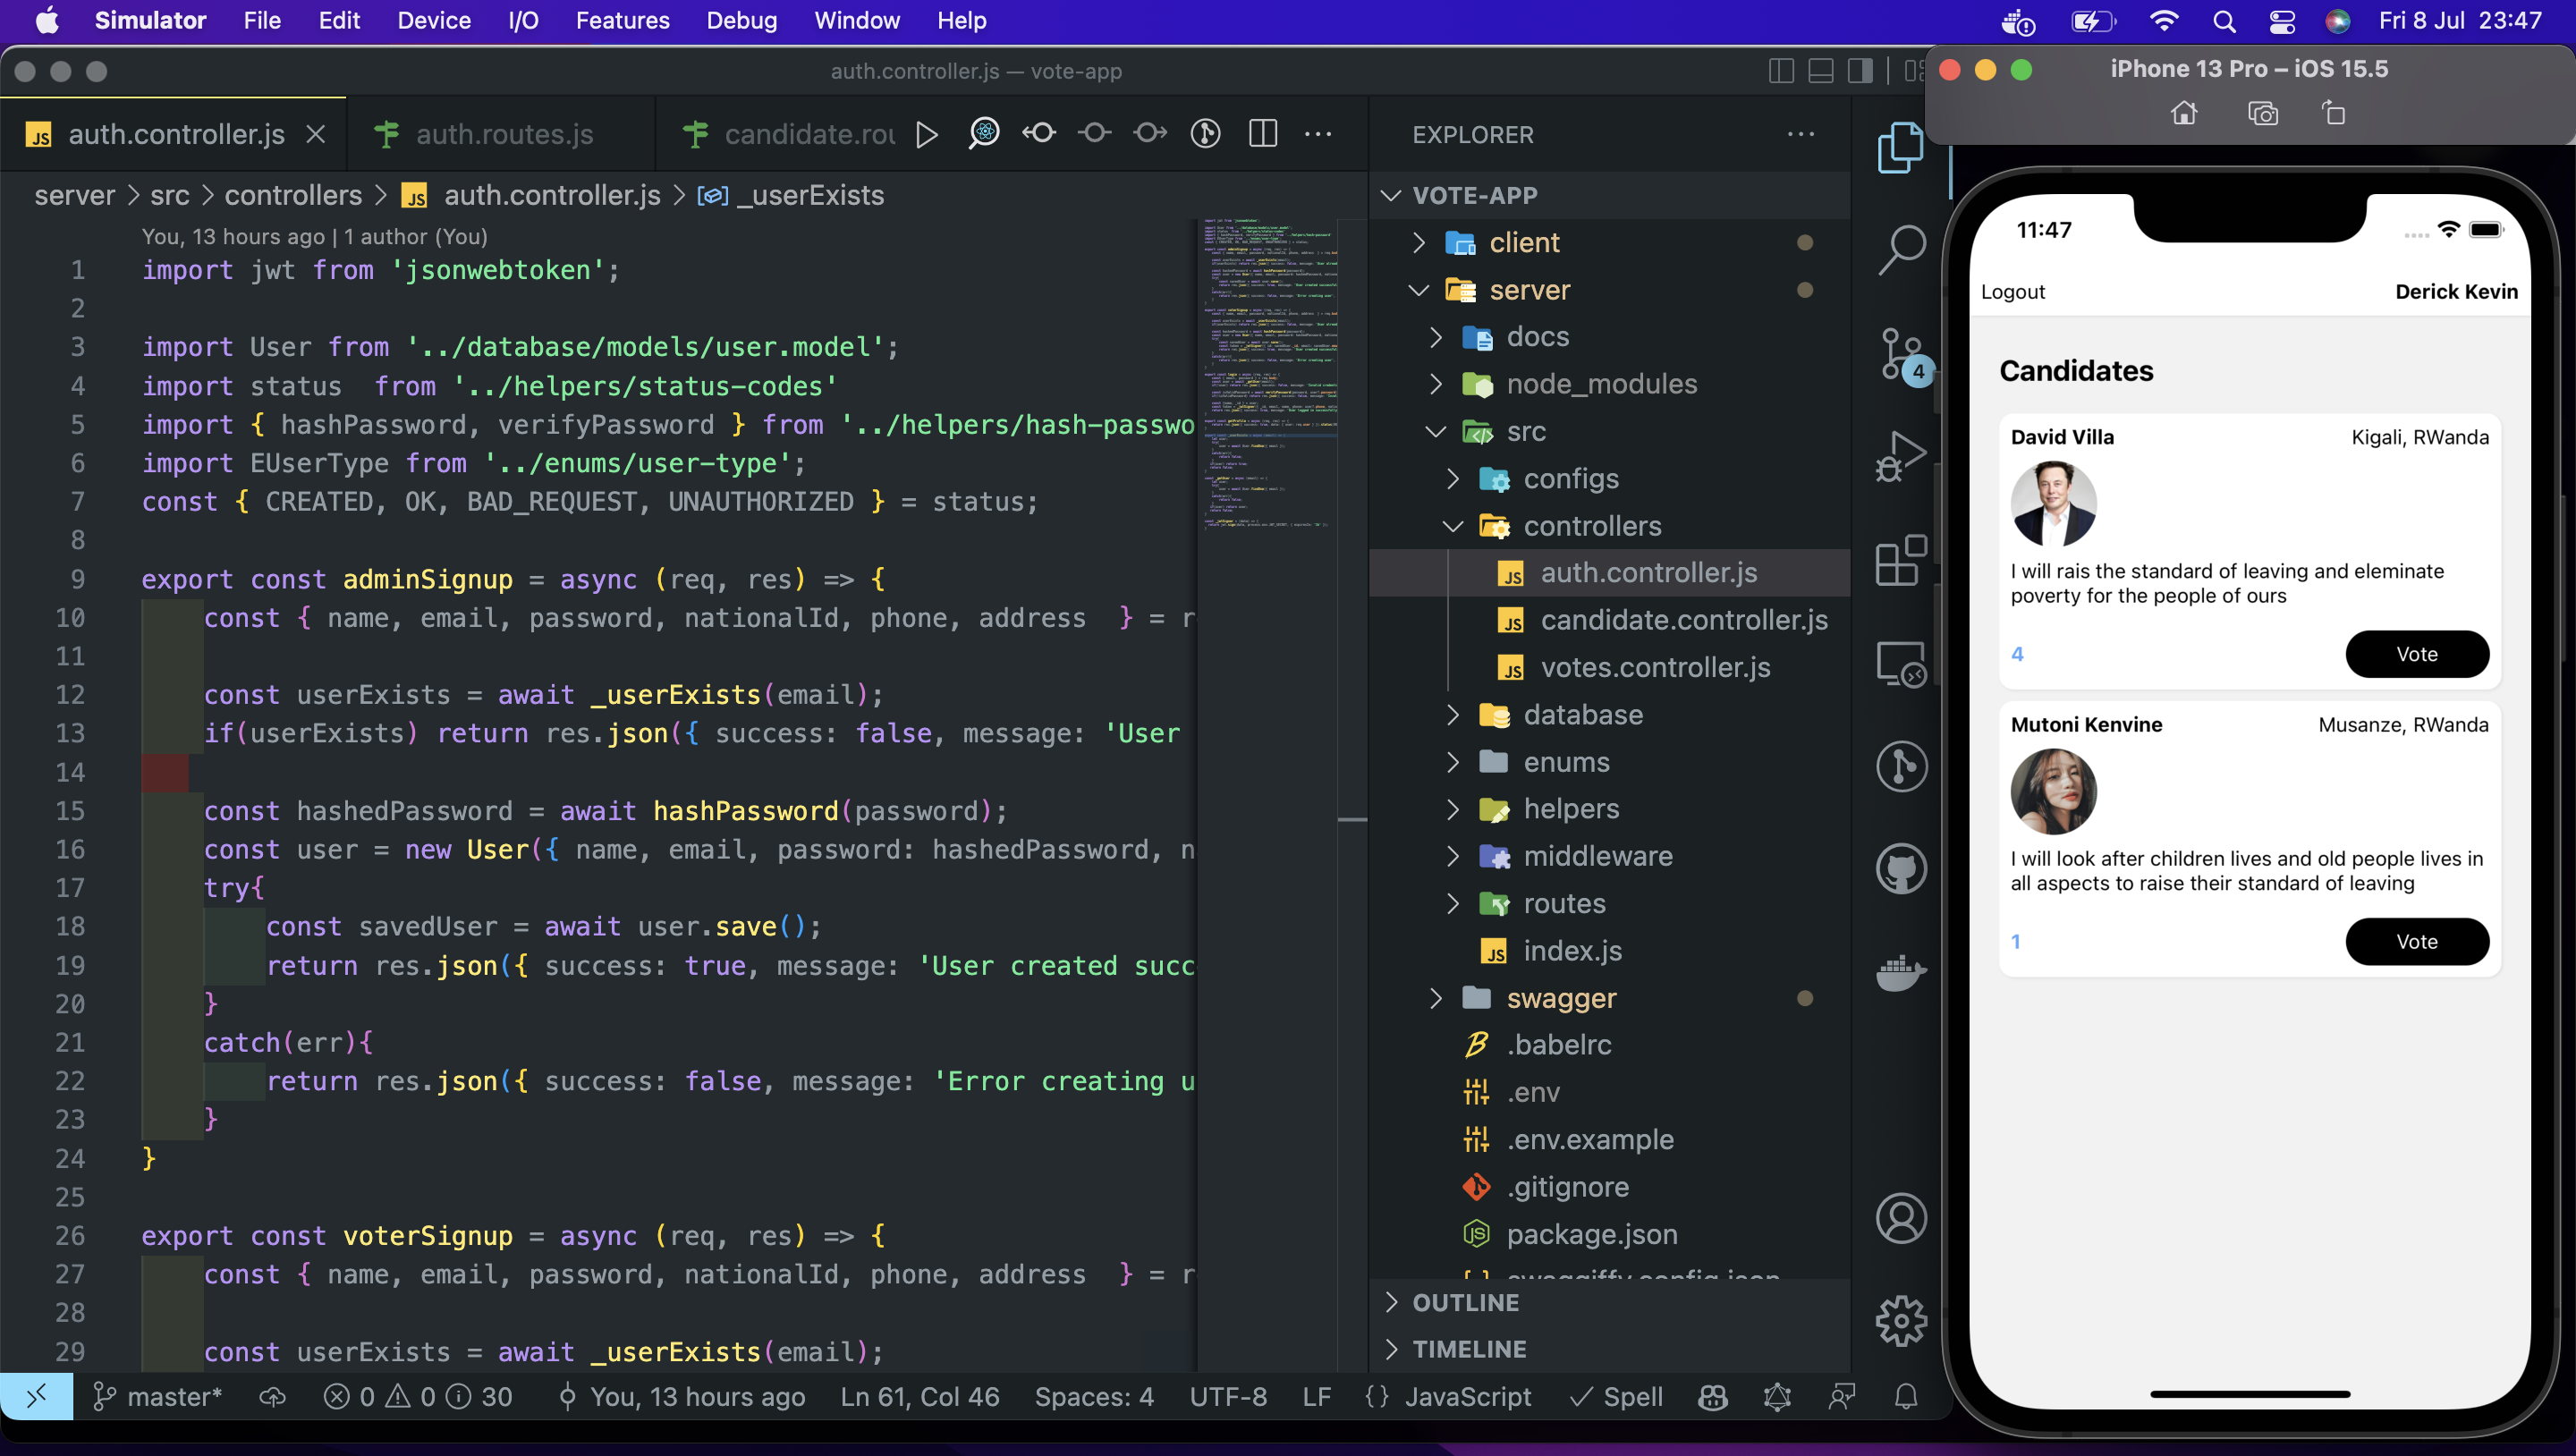 Simulator File Edit Device I/O Features Debug Window Help Fri 8 Jul 23:47
auth.controller.js — vote-app
auth.controller.js auth.routes.js candidate.rou
server > src > controllers > JS auth.controller.js > _userExists
You, 13 hours ago | 1 author (You)
1 import jwt from 'jsonwebtoken';
2
3 import User from '../database/models/user.model';
4 import status  from '../helpers/status-codes'
5 import { hashPassword, verifyPassword } from '../helpers/hash-passwo
6 import EUserType from '../enums/user-type';
7 const { CREATED, OK, BAD_REQUEST, UNAUTHORIZED } = status;
8
9 export const adminSignup = async (req, res) => {
10 const { name, email, password, nationalId, phone, address  } = r
11
12 const userExists = await _userExists(email);
13 if(userExists) return res.json({ success: false, message: 'User
14
15 const hashedPassword = await hashPassword(password);
16 const user = new User({ name, email, password: hashedPassword, n
17 try{
18 const savedUser = await user.save();
19 return res.json({ success: true, message: 'User created succ
20 }
21 catch(err){
22 return res.json({ success: false, message: 'Error creating u
23 }
24 }
25
26 export const voterSignup = async (req, res) => {
27 const { name, email, password, nationalId, phone, address  } = r
28
29 const userExists = await _userExists(email);
master* 0 0 30 You, 13 hours ago Ln 61, Col 46 Spaces: 4 UTF-8 LF {} JavaScript Spell
EXPLORER
VOTE-APP
client
server
docs
node_modules
src
configs
controllers
JS auth.controller.js
JS candidate.controller.js
JS votes.controller.js
database
enums
helpers
middleware
routes
JS index.js
swagger
.babelrc
.env
.env.example
.gitignore
package.json
swaggiffy.config.json
OUTLINE
TIMELINE
4
iPhone 13 Pro – iOS 15.5
11:47
Logout Derick Kevin
Candidates
David Villa Kigali, RWanda
I will rais the standard of leaving and eleminate
poverty for the people of ours
4 Vote
Mutoni Kenvine Musanze, RWanda
I will look after children lives and old people lives in
all aspects to raise their standard of leaving
1 Vote